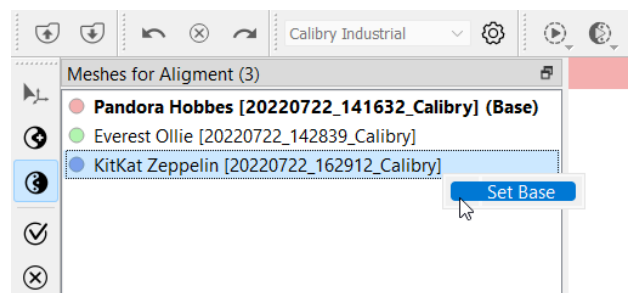 Calibry Industrial
Meshes for Aligment (3)
Pandora Hobbes [20220722_141632_Calibry] (Base)
Everest Ollie [20220722_142839_Calibry]
KitKat Zeppelin [20220722_162912_Calibry]
Set Base